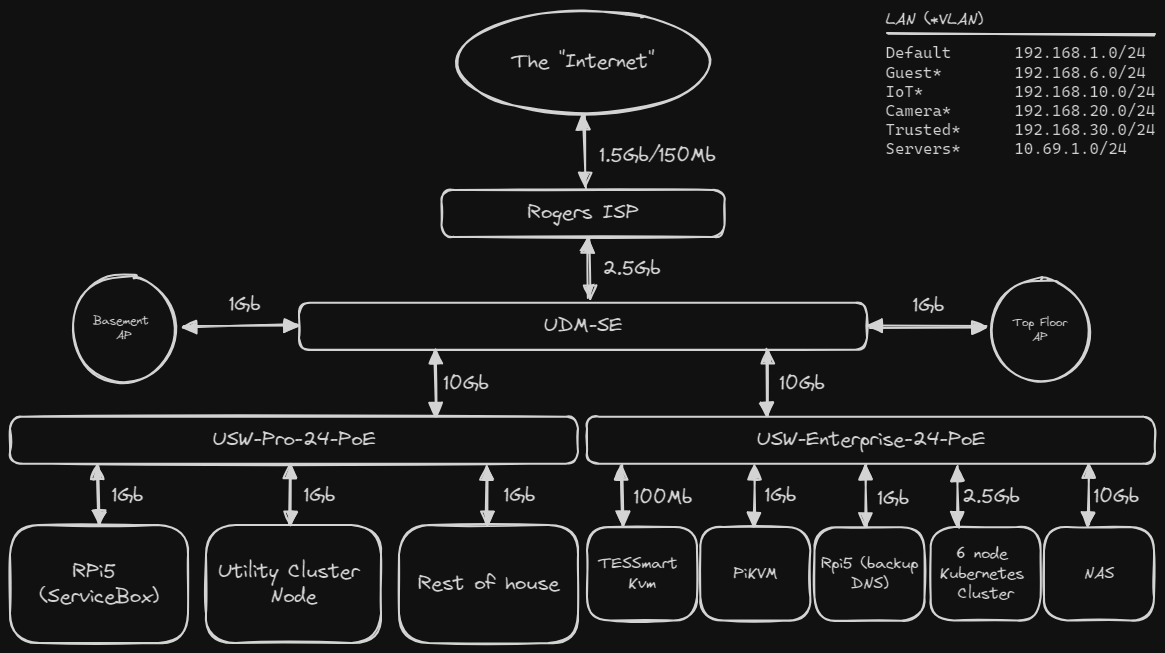 LAN (*VLAN)
Default 192.168.1.0/24
Guest* 192.168.6.0/24
IoT* 192.168.10.0/24
Camera* 192.168.20.0/24
Trusted* 192.168.30.0/24
Servers* 10.69.1.0/24
The "Internet"
1.5Gb/150Mb
Rogers ISP
2.5Gb
Basement
AP
1Gb
UDM-SE
1Gb
Top Floor
AP
10Gb
10Gb
USW-Pro-24-PoE
USW-Enterprise-24-PoE
1Gb
1Gb
1Gb
100Mb
1Gb
1Gb
2.5Gb
10Gb
RPi5
(ServiceBox)
Utility Cluster
Node
Rest of house
TESSmart
Kvm
PiKVM
Rpi5 (backup
DNS)
6 node
Kubernetes
Cluster
NAS